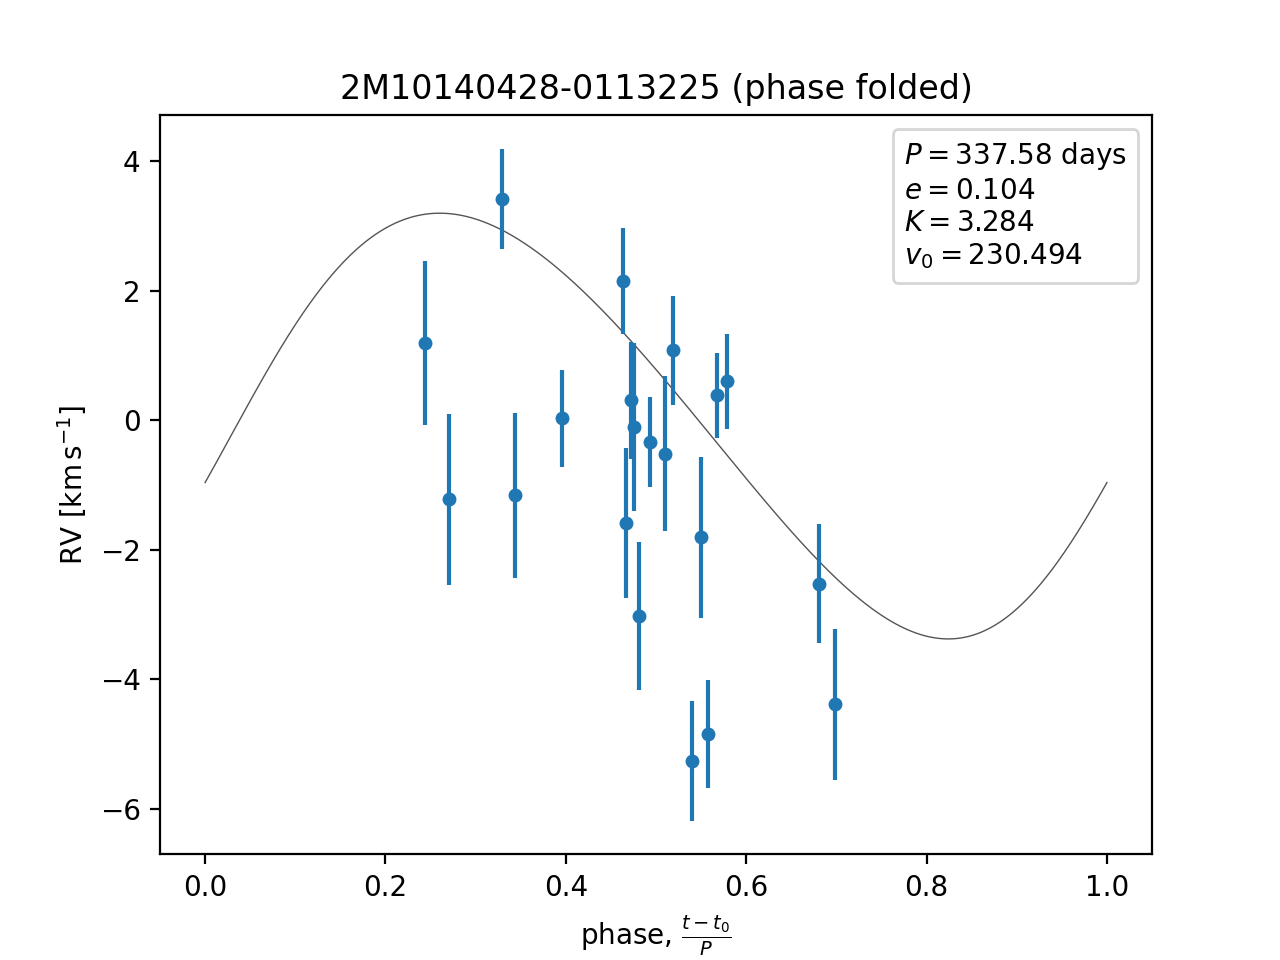 2M10140428-0113225 (phase folded)
P = 337.58 days
e = 0.104
K = 3.284
v₀ = 230.494
RV [km s⁻¹]
4
2
0
−2
−4
−6
0.0 0.2 0.4 0.6 0.8 1.0
phase, (t − t₀)/P